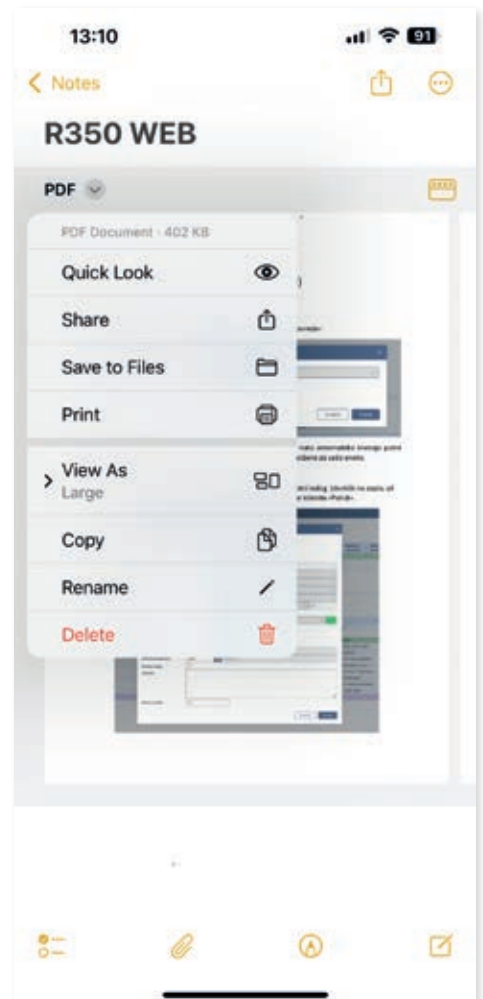 13:10
91
Notes
R350 WEB
PDF
PDF Document · 402 KB
Quick Look
Share
Save to Files
Print
View As
Large
Copy
Rename
Delete